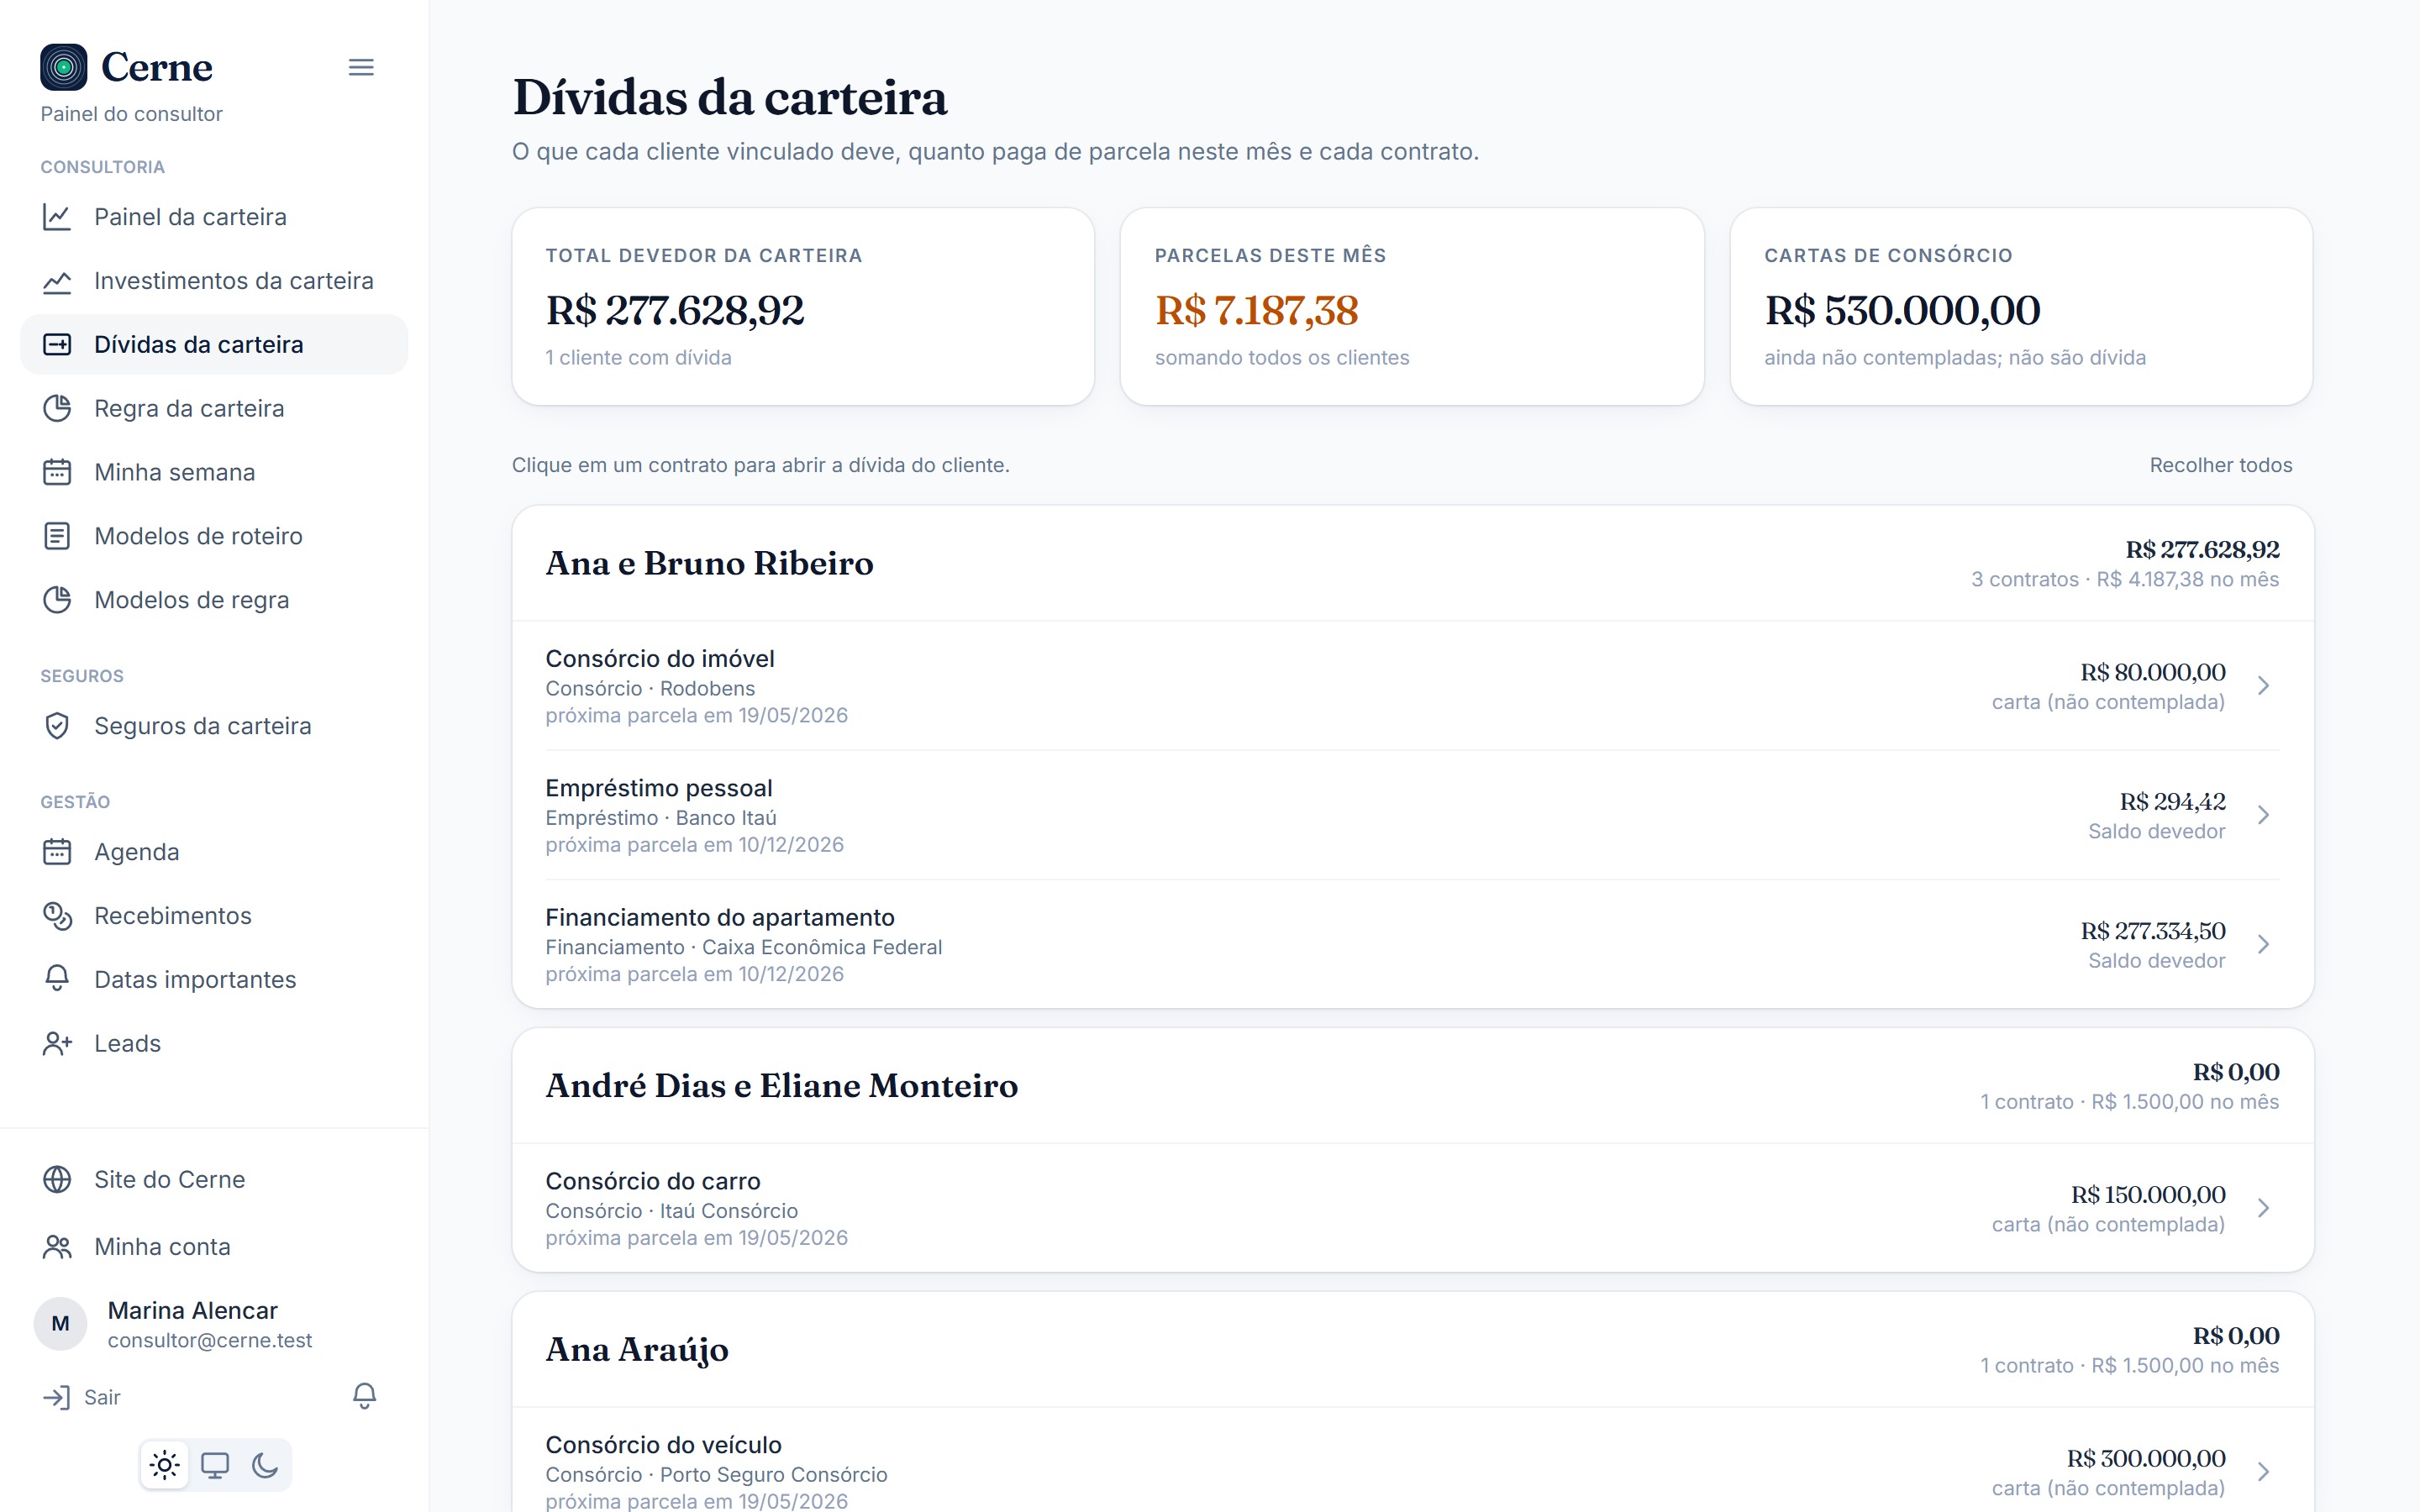 Cerne
Painel do consultor
CONSULTORIA
Painel da carteira
Investimentos da carteira
Dívidas da carteira
Regra da carteira
Minha semana
Modelos de roteiro
Modelos de regra
SEGUROS
Seguros da carteira
GESTÃO
Agenda
Recebimentos
Datas importantes
Leads
Site do Cerne
Minha conta
M
Marina Alencar
consultor@cerne.test
Sair
Dívidas da carteira
O que cada cliente vinculado deve, quanto paga de parcela neste mês e cada contrato.
TOTAL DEVEDOR DA CARTEIRA
R$ 277.628,92
1 cliente com dívida
PARCELAS DESTE MÊS
R$ 7.187,38
somando todos os clientes
CARTAS DE CONSÓRCIO
R$ 530.000,00
ainda não contempladas; não são dívida
Clique em um contrato para abrir a dívida do cliente.
Recolher todos
Ana e Bruno Ribeiro
R$ 277.628,92
3 contratos · R$ 4.187,38 no mês
Consórcio do imóvel
Consórcio · Rodobens
próxima parcela em 19/05/2026
R$ 80.000,00
carta (não contemplada)
Empréstimo pessoal
Empréstimo · Banco Itaú
próxima parcela em 10/12/2026
R$ 294,42
Saldo devedor
Financiamento do apartamento
Financiamento · Caixa Econômica Federal
próxima parcela em 10/12/2026
R$ 277.334,50
Saldo devedor
André Dias e Eliane Monteiro
R$ 0,00
1 contrato · R$ 1.500,00 no mês
Consórcio do carro
Consórcio · Itaú Consórcio
próxima parcela em 19/05/2026
R$ 150.000,00
carta (não contemplada)
Ana Araújo
R$ 0,00
1 contrato · R$ 1.500,00 no mês
Consórcio do veículo
Consórcio · Porto Seguro Consórcio
próxima parcela em 19/05/2026
R$ 300.000,00
carta (não contemplada)